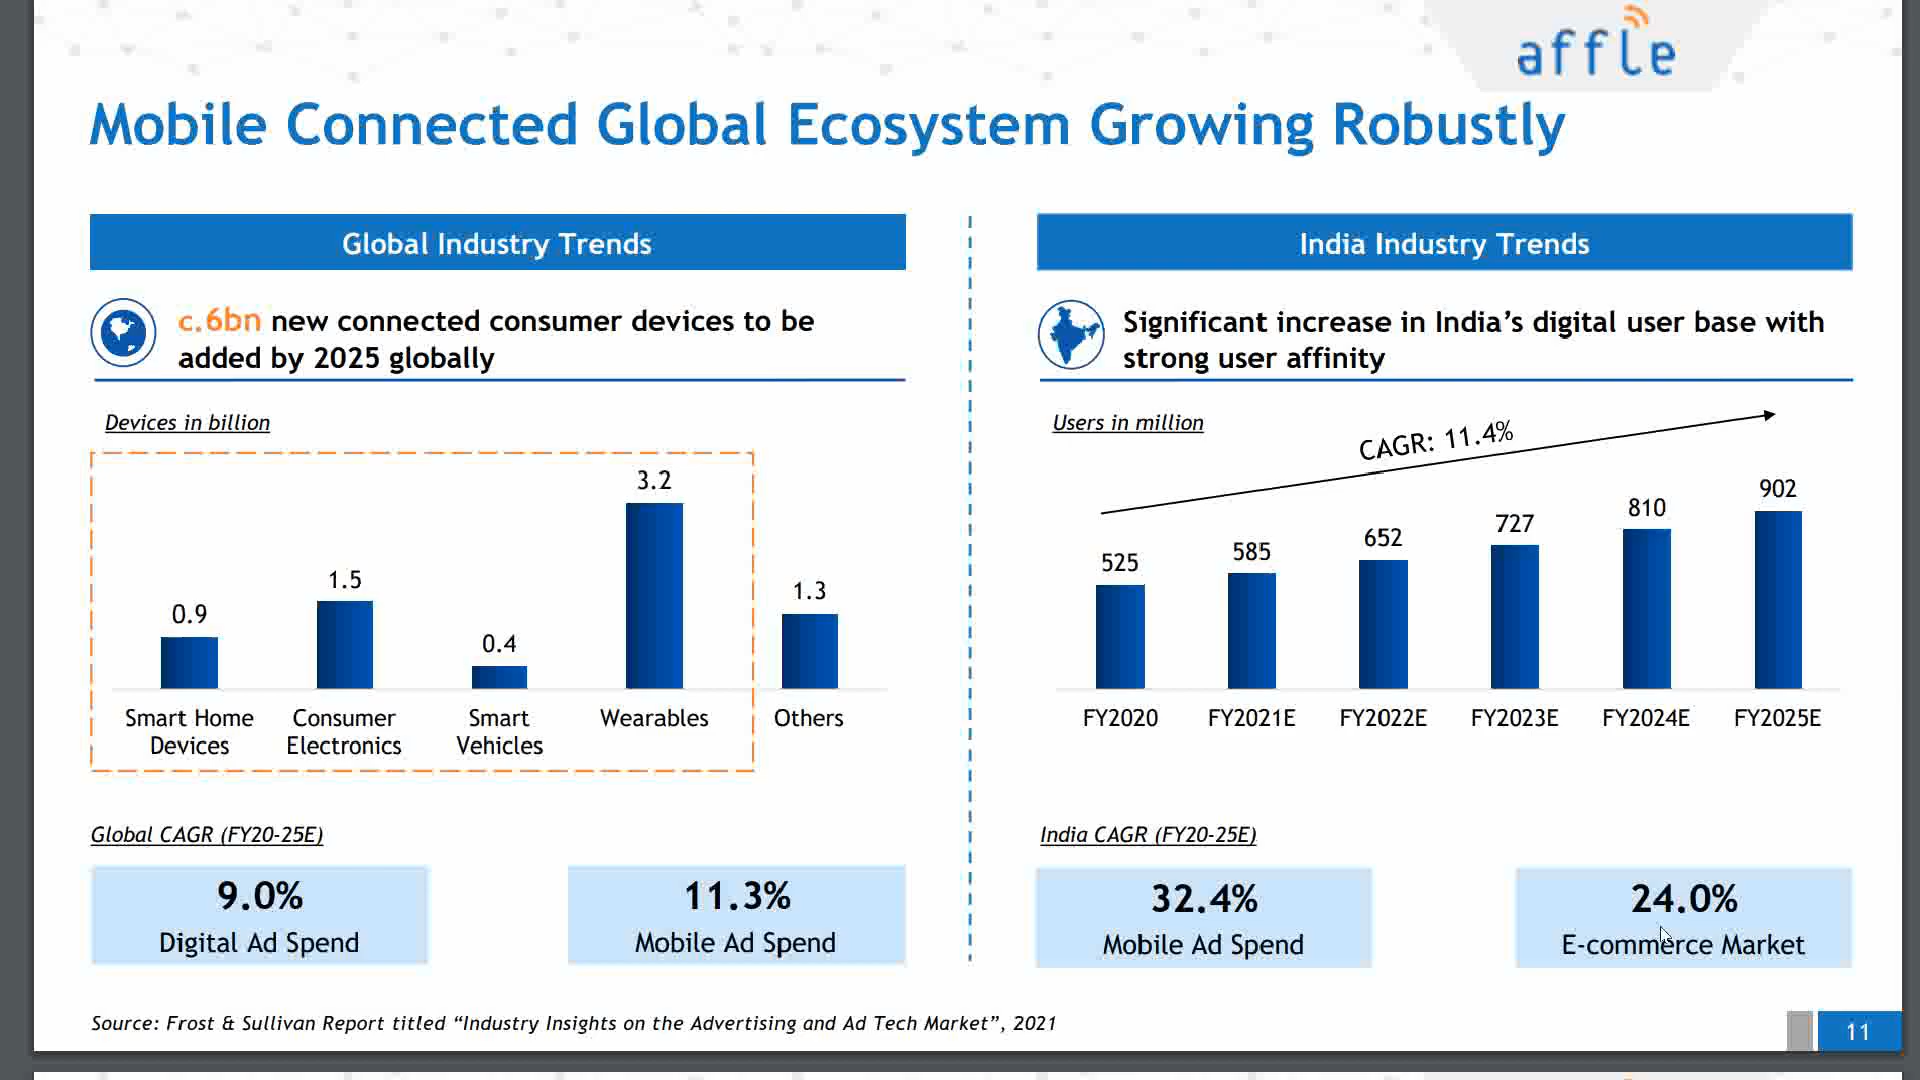 affle
Mobile Connected Global Ecosystem Growing Robustly
Global Industry Trends
c.6bn new connected consumer devices to be
added by 2025 globally
Devices in billion
0.9
1.5
0.4
3.2
1.3
Smart Home
Devices
Consumer
Electronics
Smart
Vehicles
Wearables
Others
Global CAGR (FY20-25E)
9.0%
Digital Ad Spend
11.3%
Mobile Ad Spend
India Industry Trends
Significant increase in India’s digital user base with
strong user affinity
Users in million
CAGR: 11.4%
525
585
652
727
810
902
FY2020
FY2021E
FY2022E
FY2023E
FY2024E
FY2025E
India CAGR (FY20-25E)
32.4%
Mobile Ad Spend
24.0%
E-commerce Market
Source: Frost & Sullivan Report titled “Industry Insights on the Advertising and Ad Tech Market”, 2021
11